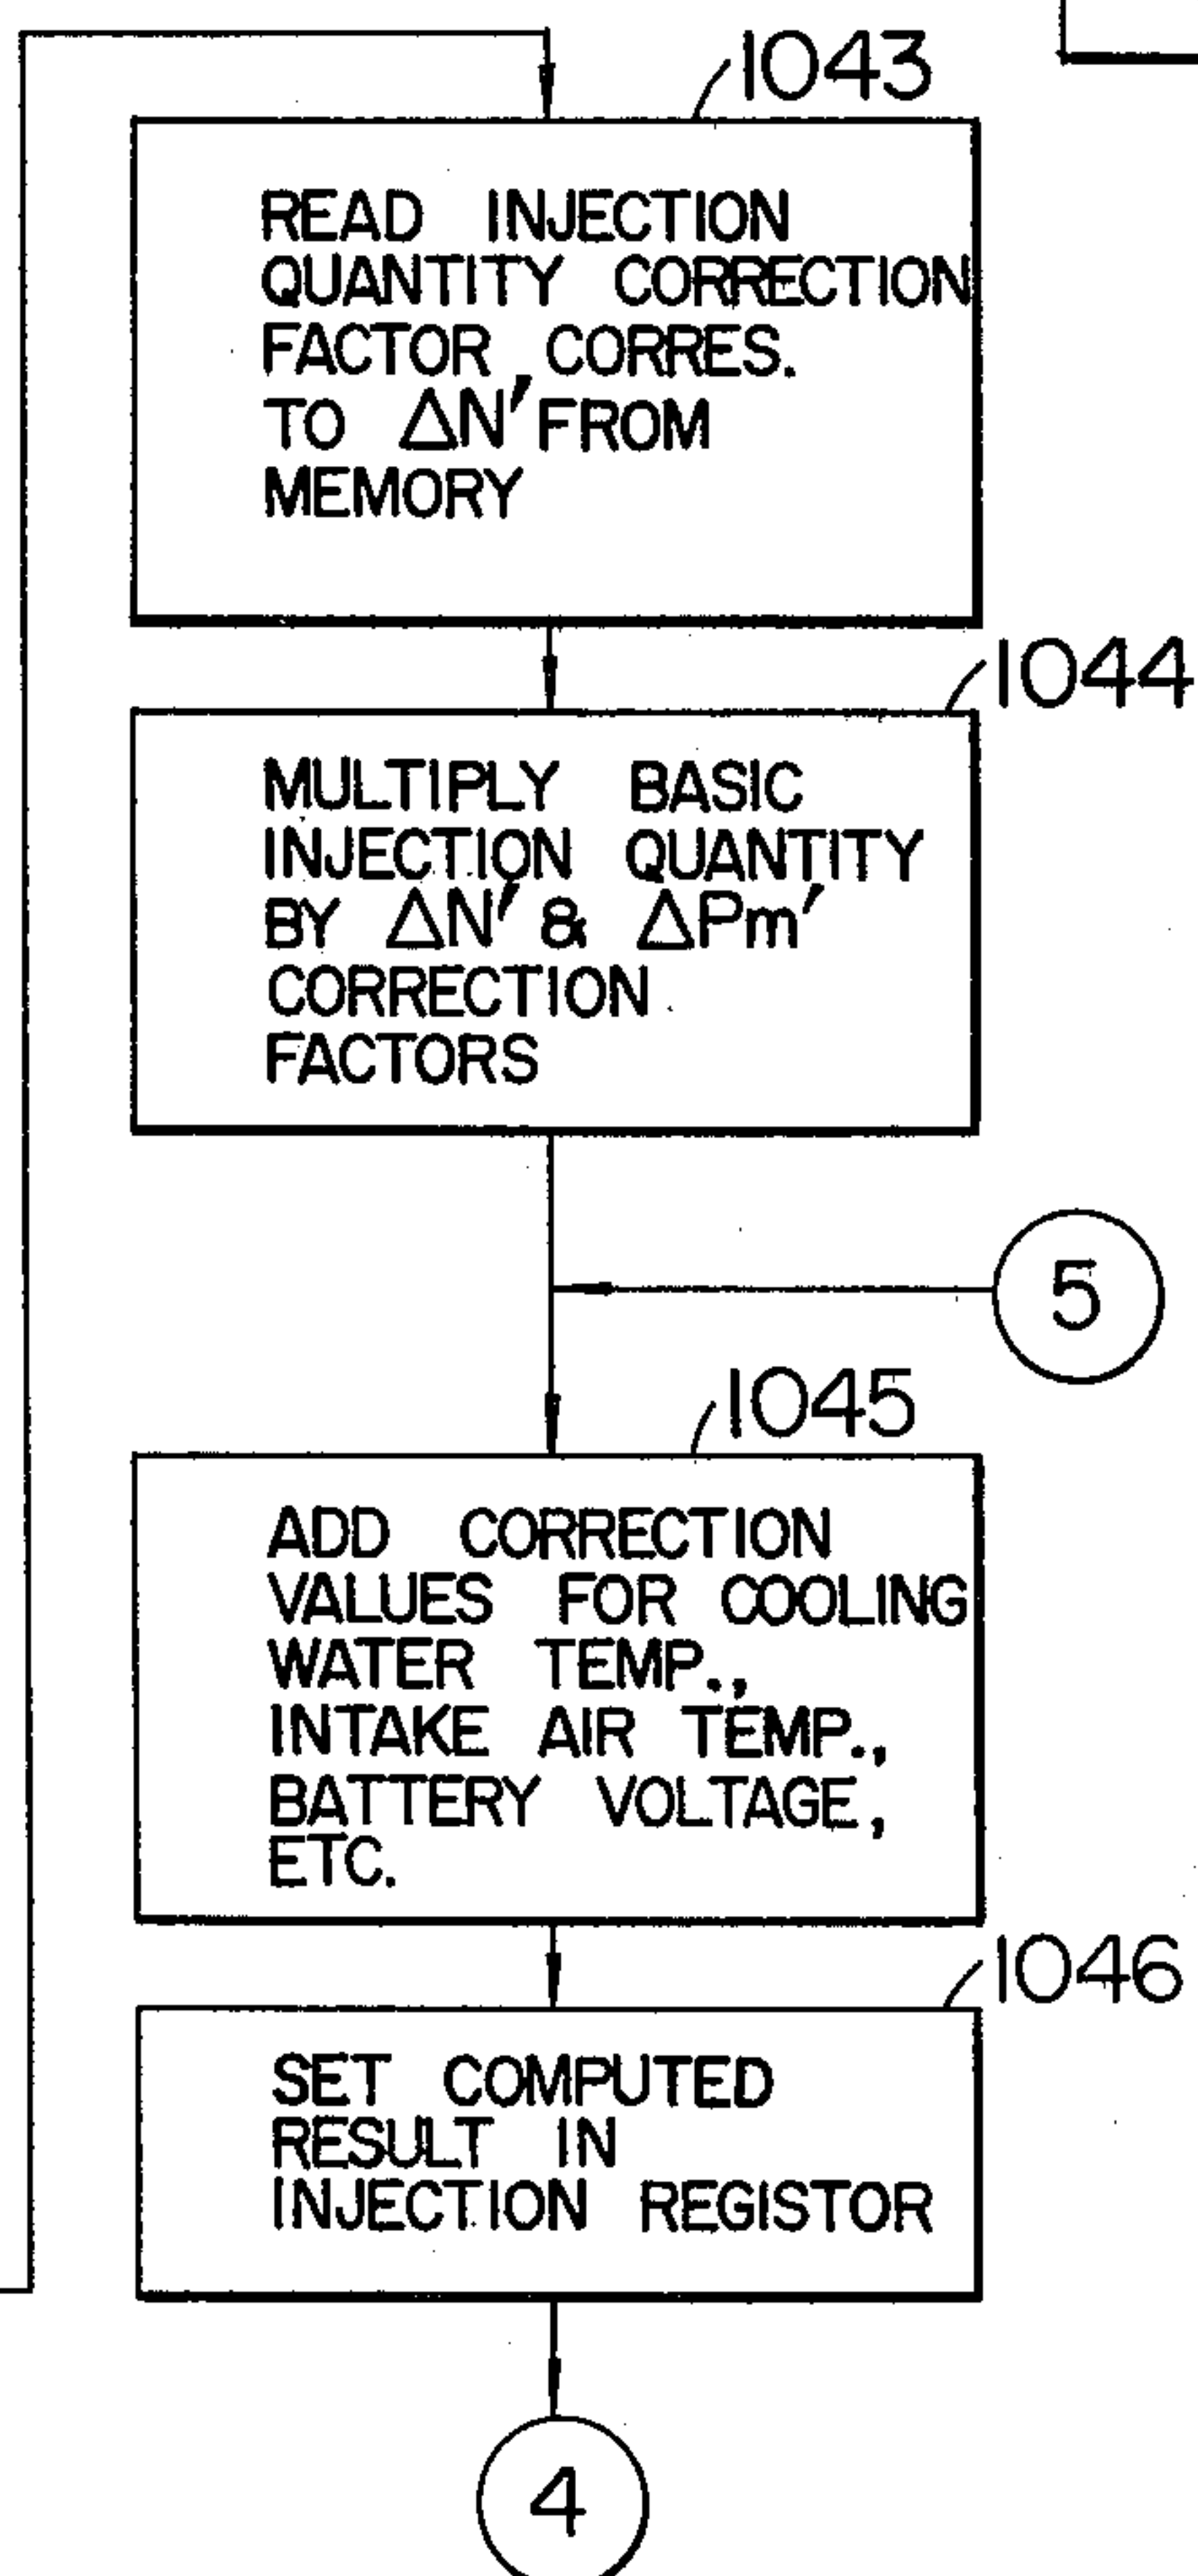 1043
READ INJECTION
QUANTITY CORRECTION
FACTOR CORRES.
TO ΔN' FROM
MEMORY
1044
MULTIPLY BASIC
INJECTION QUANTITY
BY ΔN' & ΔPm'
CORRECTION
FACTORS
5
1045
ADD CORRECTION
VALUES FOR COOLING
WATER TEMP.,
INTAKE AIR TEMP.,
BATTERY VOLTAGE,
ETC.
1046
SET COMPUTED
RESULT IN
INJECTION REGISTOR
4